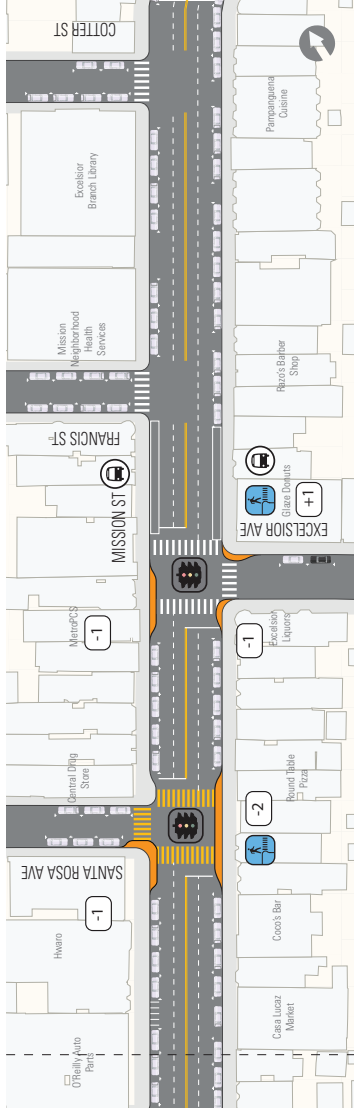 COTTER ST
Excelsior
Branch Library
Pampanguena
Cuisine
Mission
Neighborhood
Health
Services
Razo's Barber
Shop
FRANCIS ST
MISSION ST
Glaze Donuts
+1
EXCELSIOR AVE
MetroPCS
-1
-1
Excelsior
Liquors
Central Drug
Store
-2
Round Table
Pizza
SANTA ROSA AVE
-1
Hwaro
Coco's Bar
Casa Lucaz
Market
O'Reilly Auto
Parts